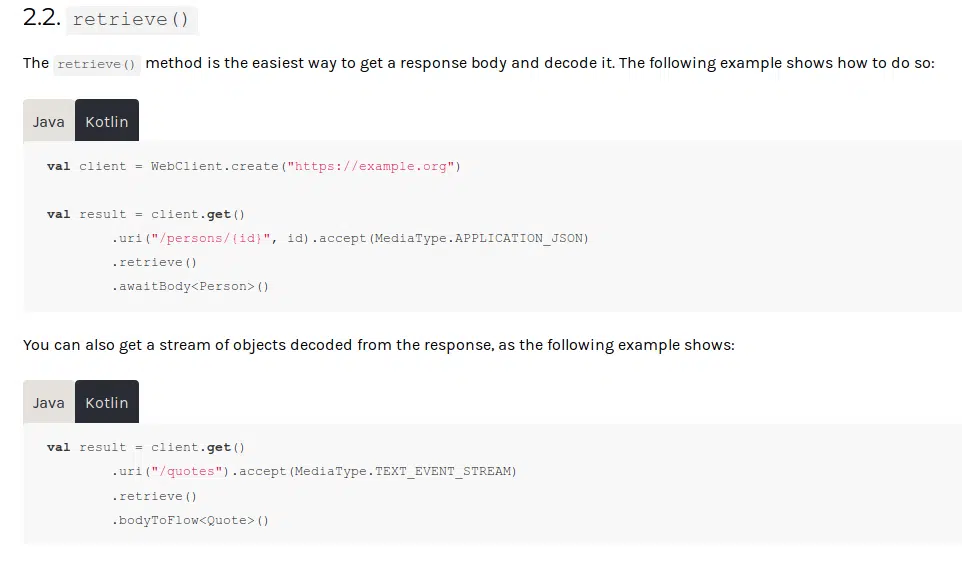 2.2. retrieve()
The retrieve() method is the easiest way to get a response body and decode it. The following example shows how to do so:
Java Kotlin
val client = WebClient.create("https://example.org")
val result = client.get()
.uri("/persons/{id}", id).accept(MediaType.APPLICATION_JSON)
.retrieve()
.awaitBody<Person>()
You can also get a stream of objects decoded from the response, as the following example shows:
Java Kotlin
val result = client.get()
.uri("/quotes").accept(MediaType.TEXT_EVENT_STREAM)
.retrieve()
.bodyToFlow<Quote>()